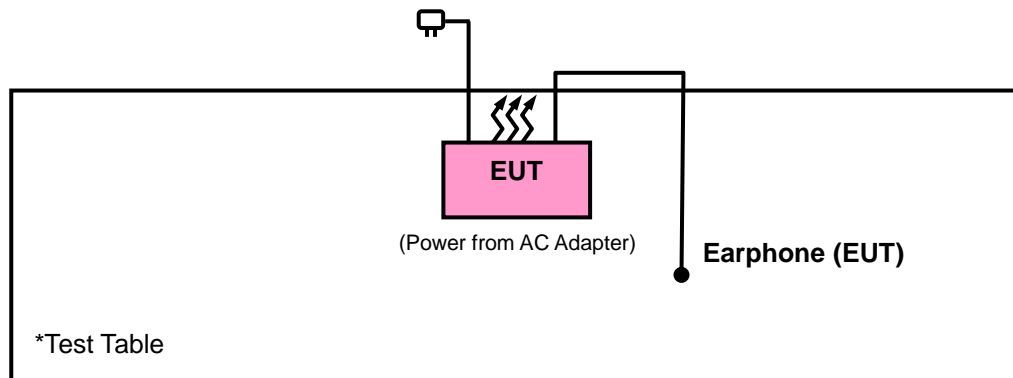 EUT
(Power from AC Adapter)
Earphone (EUT)
*Test Table